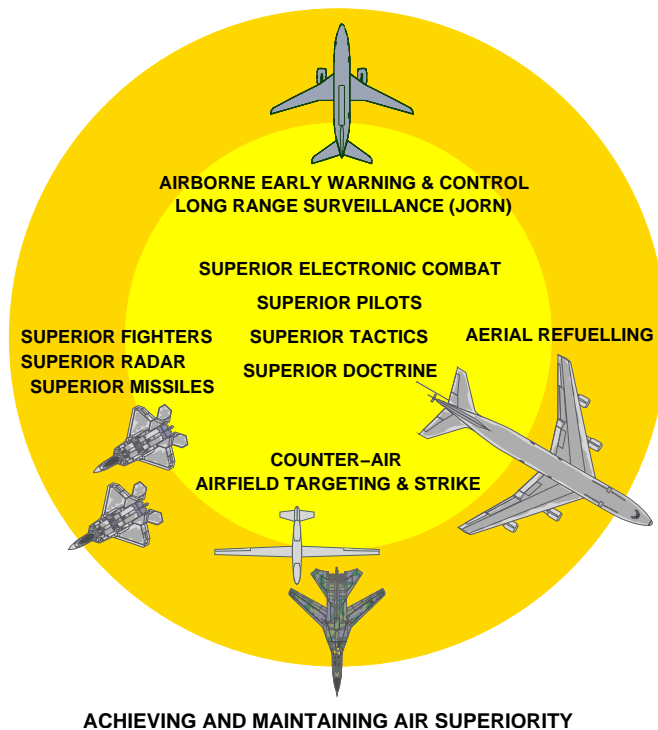 AIRBORNE EARLY WARNING & CONTROL
LONG RANGE SURVEILLANCE (JORN)
SUPERIOR ELECTRONIC COMBAT
SUPERIOR PILOTS
SUPERIOR TACTICS
SUPERIOR DOCTRINE
SUPERIOR FIGHTERS
SUPERIOR RADAR
SUPERIOR MISSILES
AERIAL REFUELLING
COUNTER−AIR
AIRFIELD TARGETING & STRIKE
ACHIEVING AND MAINTAINING AIR SUPERIORITY